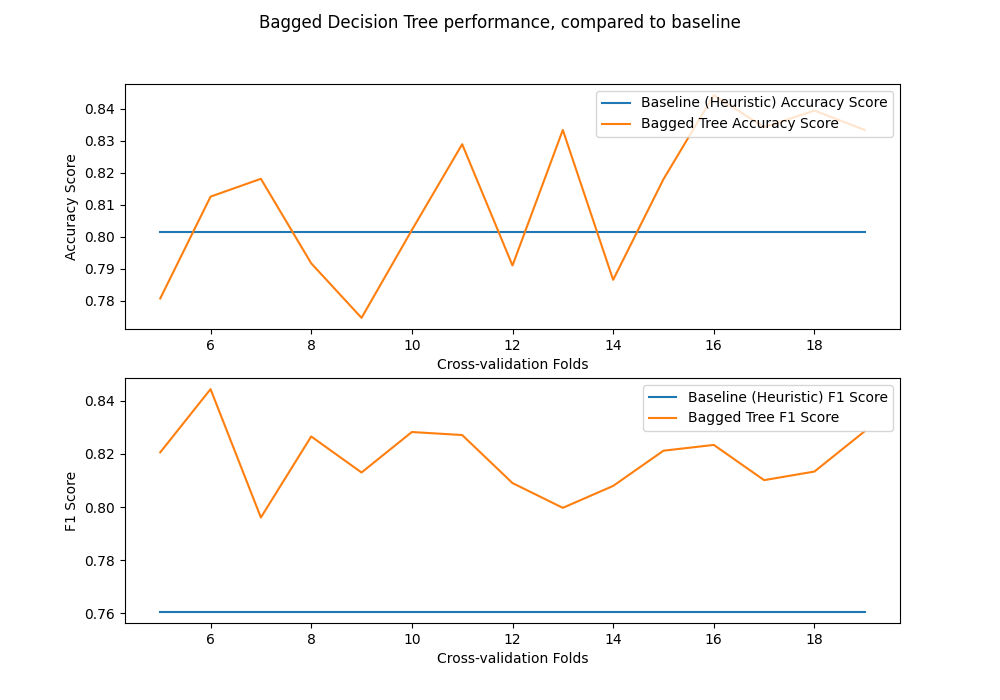 Bagged Decision Tree performance, compared to baseline
Baseline (Heuristic) Accuracy Score
Bagged Tree Accuracy Score
0.84
0.83
0.82
0.81
0.80
0.79
0.78
Accuracy Score
6 8 10 12 14 16 18
Cross-validation Folds
Baseline (Heuristic) F1 Score
Bagged Tree F1 Score
0.84
0.82
0.80
0.78
0.76
F1 Score
6 8 10 12 14 16 18
Cross-validation Folds